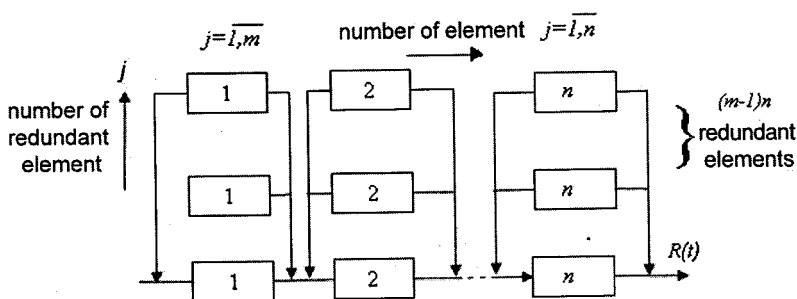 j=1,m
number of element
j=1,n
j
number of
redundant
element
1
2
n
(m-1)n
redundant
elements
1
2
n
1
2
n
R(t)